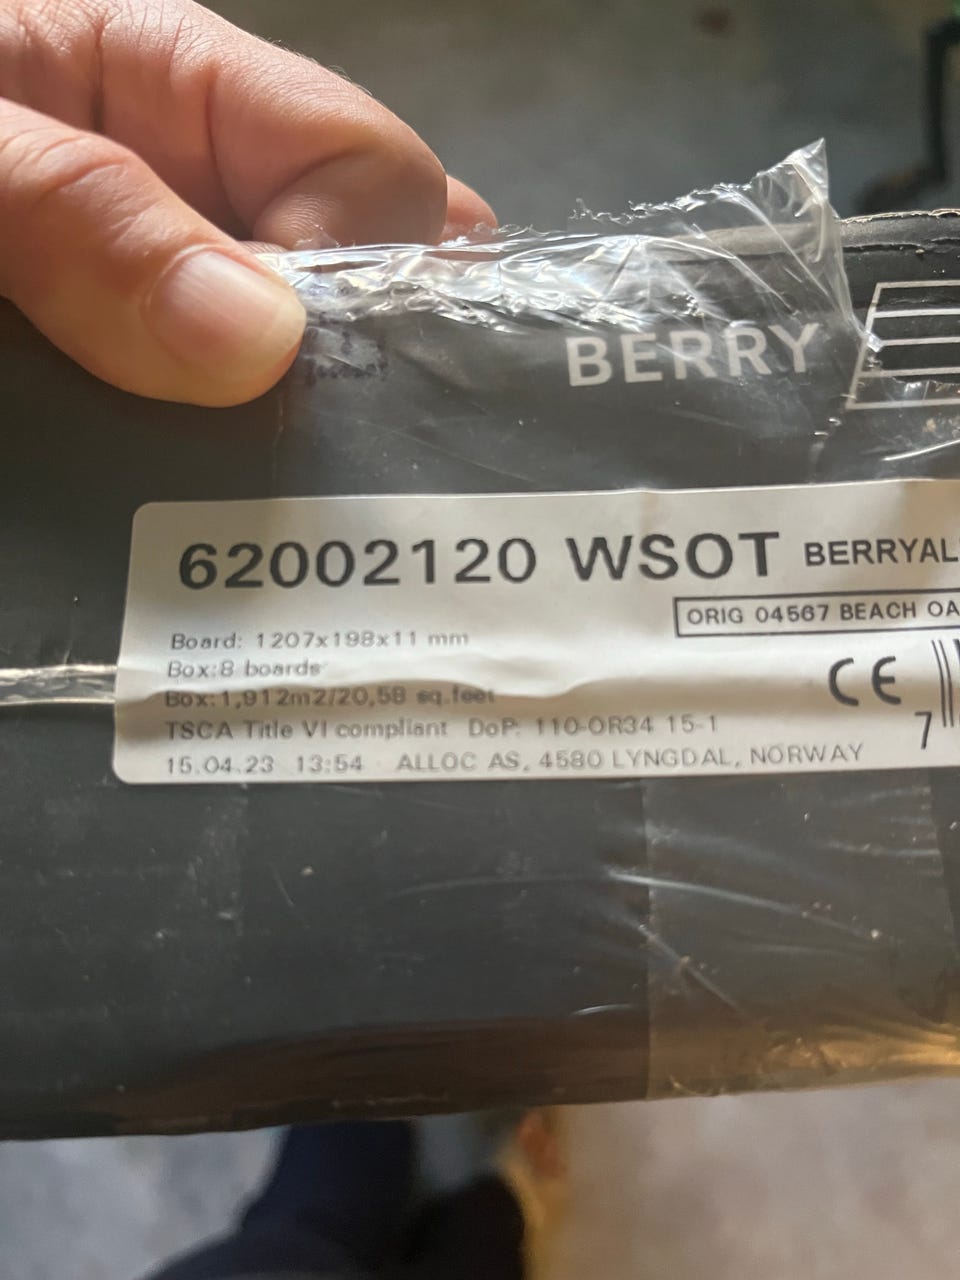 BERRY
62002120 WSOT BERRYAL
ORIG 04567 BEACH OA
Board: 1207x198x11 mm
Box:8 boards
Box:1,912m2/20,58 sq.feet
CE
TSCA Title VI compliant DoP: 110-OR34 15-1
7
15.04.23 13:54 ALLOC AS, 4580 LYNGDAL, NORWAY